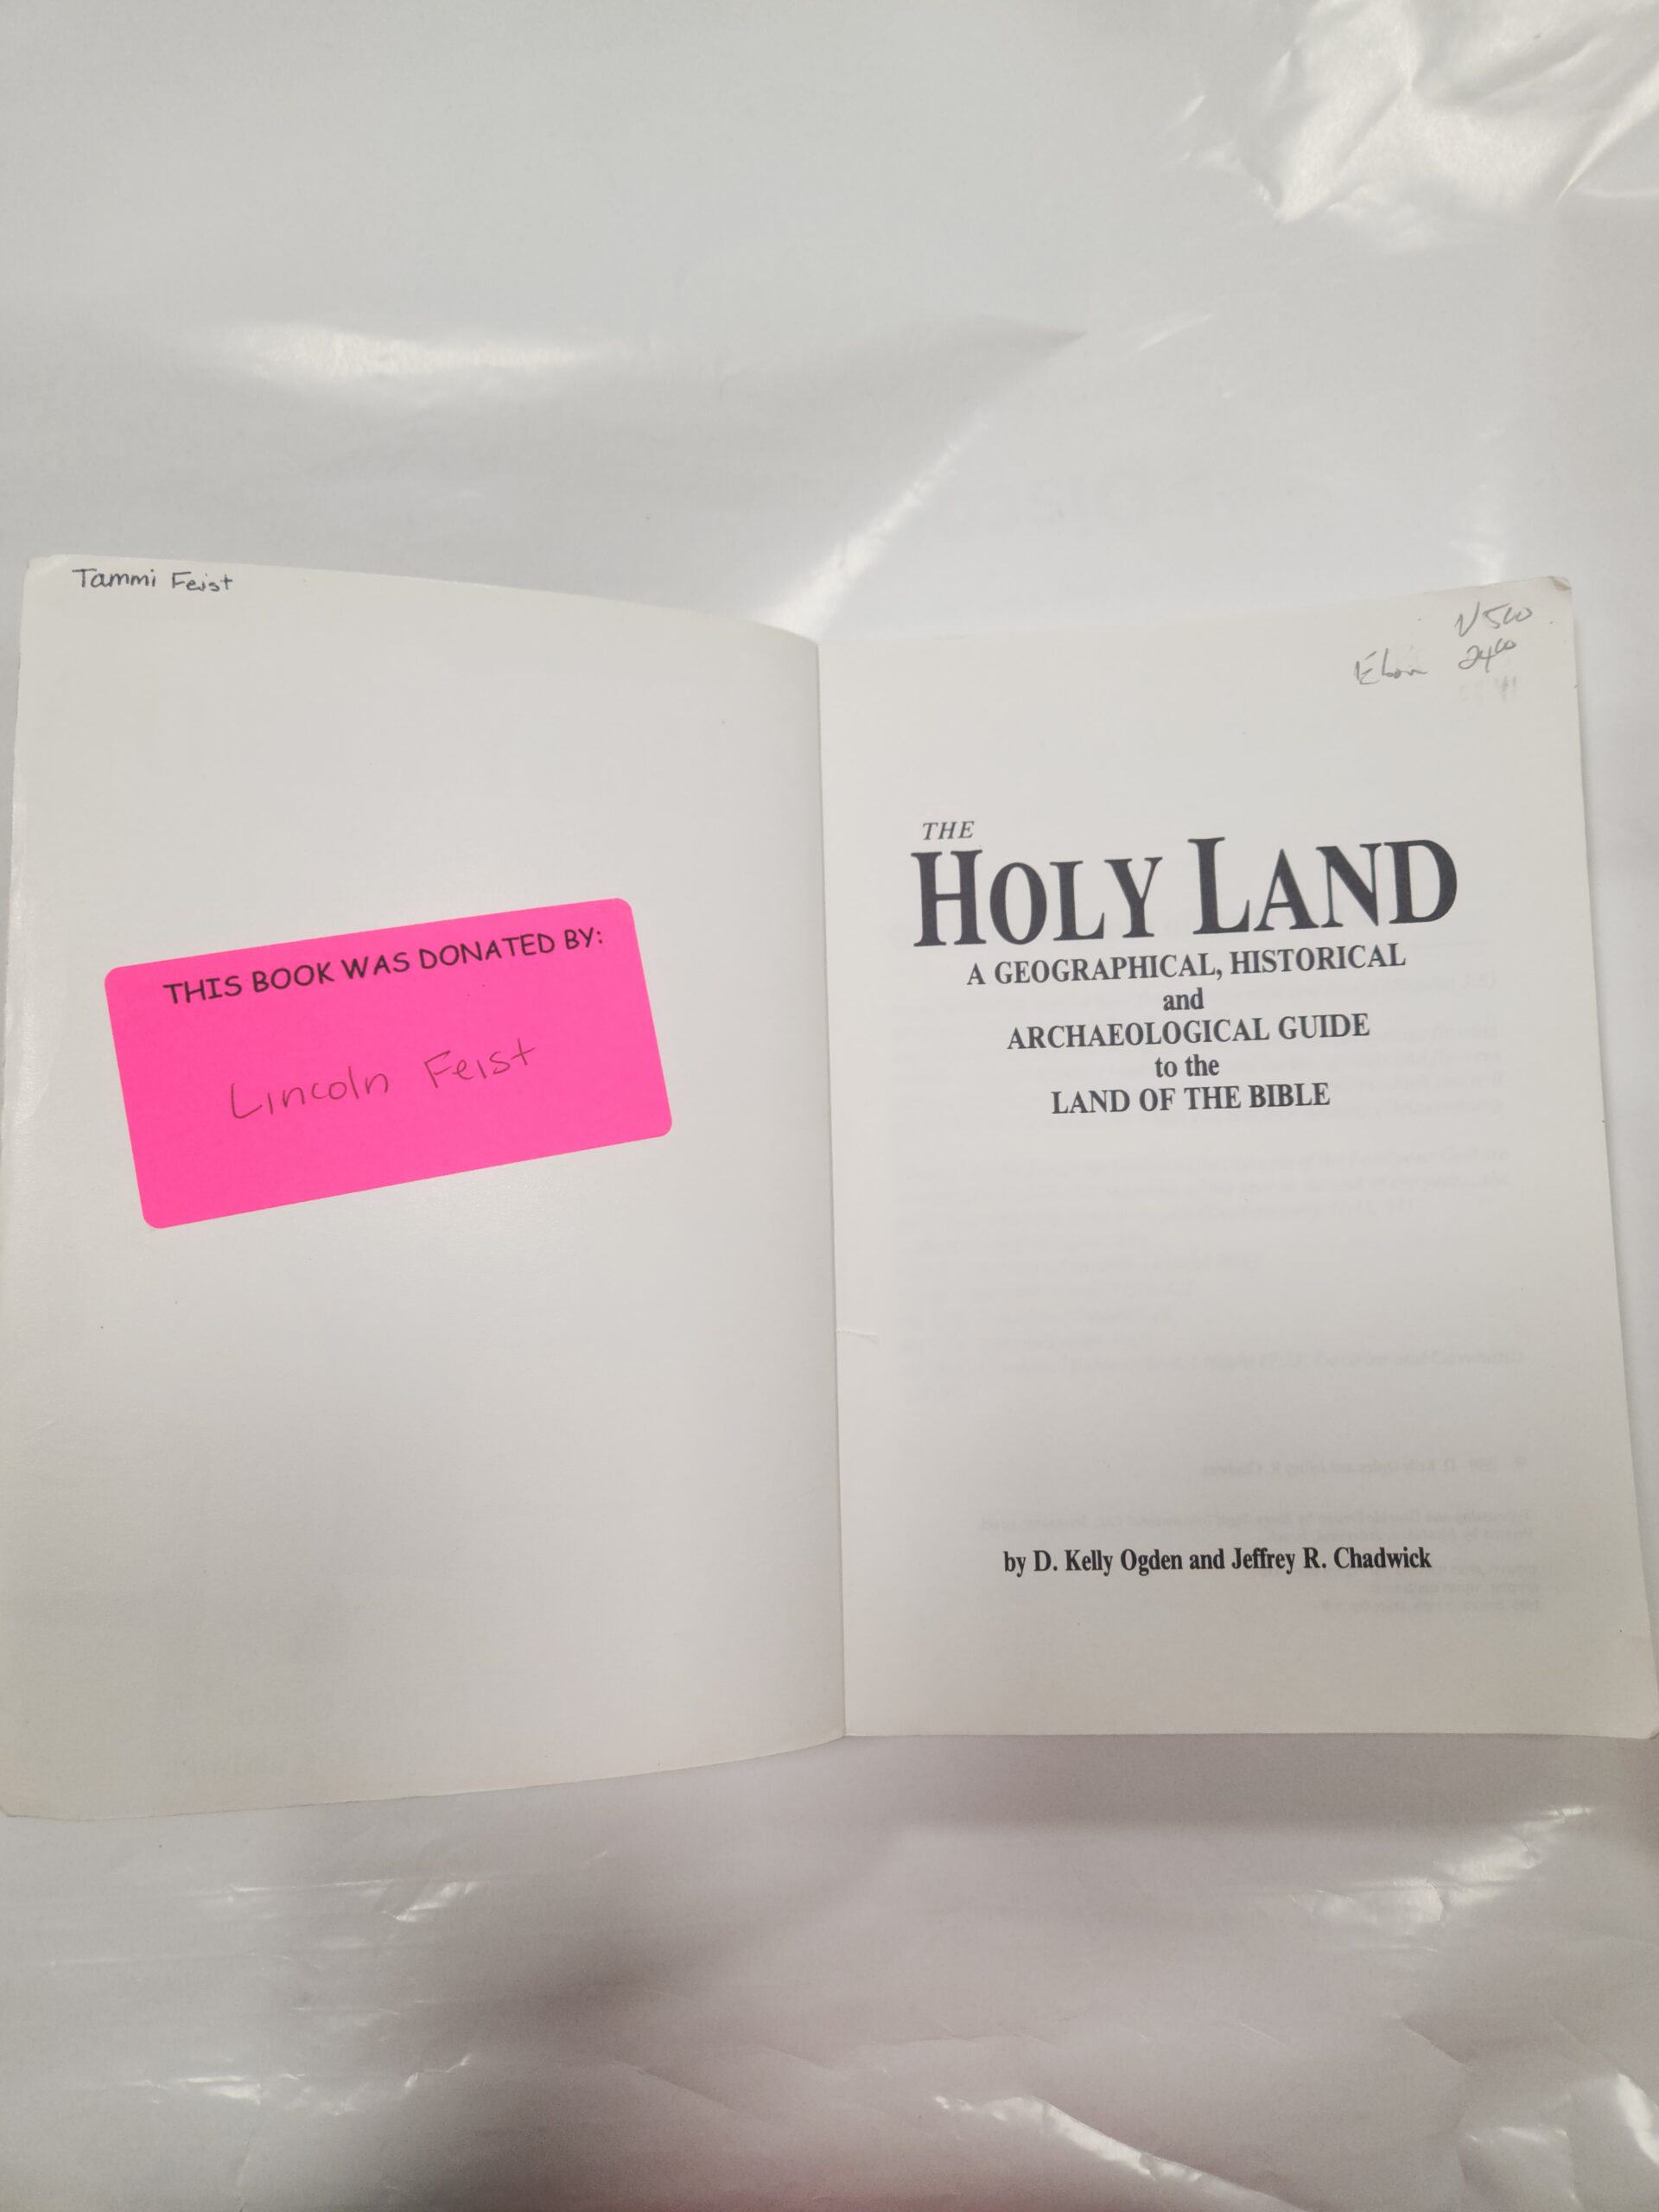 Tammi Feist
THIS BOOK WAS DONATED BY:
Lincoln Feist
THE
HOLY LAND
A GEOGRAPHICAL, HISTORICAL
and
ARCHAEOLOGICAL GUIDE
to the
LAND OF THE BIBLE
by D. Kelly Ogden and Jeffrey R. Chadwick